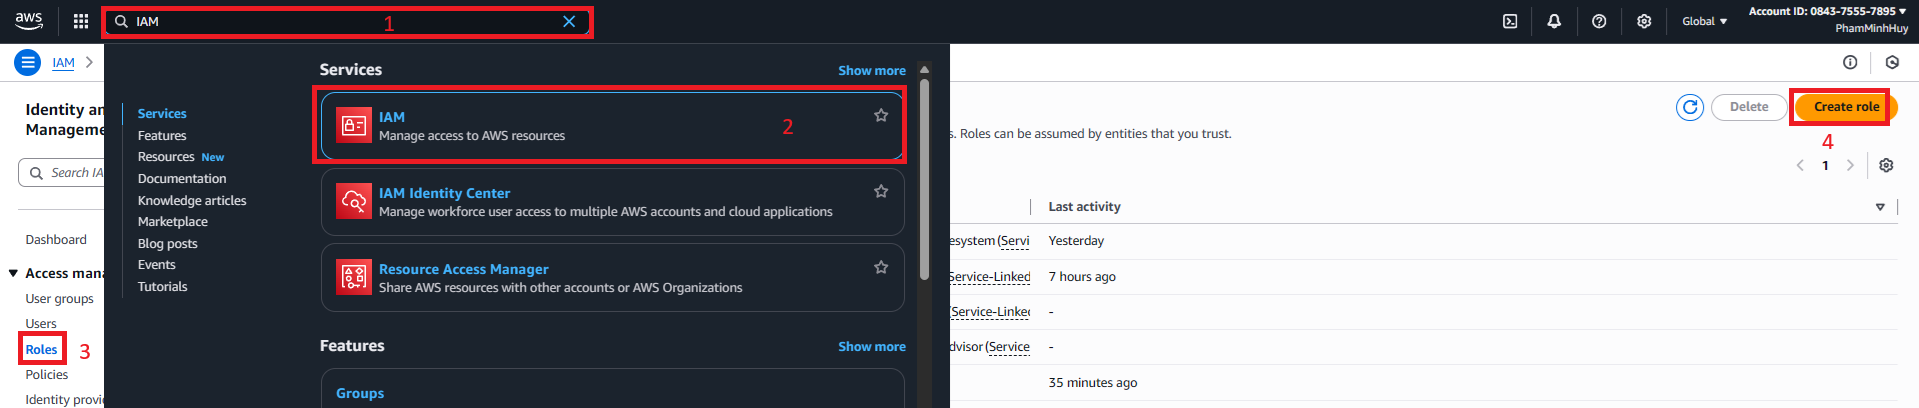 aws
IAM
1
Global
Account ID: 0843-7555-7895
PhamMinhHuy
IAM
Identity an
Manageme
Search IA
Dashboard
Access mana
User groups
Users
Roles
3
Policies
Identity provid
Services
Features
Resources New
Documentation
Knowledge articles
Marketplace
Blog posts
Events
Tutorials
Services
Show more
IAM
Manage access to AWS resources
2
IAM Identity Center
Manage workforce user access to multiple AWS accounts and cloud applications
Resource Access Manager
Share AWS resources with other accounts or AWS Organizations
Features
Show more
Groups
Delete
Create role
4
s. Roles can be assumed by entities that you trust.
1
Last activity
esystem (Servi
Yesterday
Service-Linked
7 hours ago
(Service-Linked
-
dvisor (Service
-
35 minutes ago